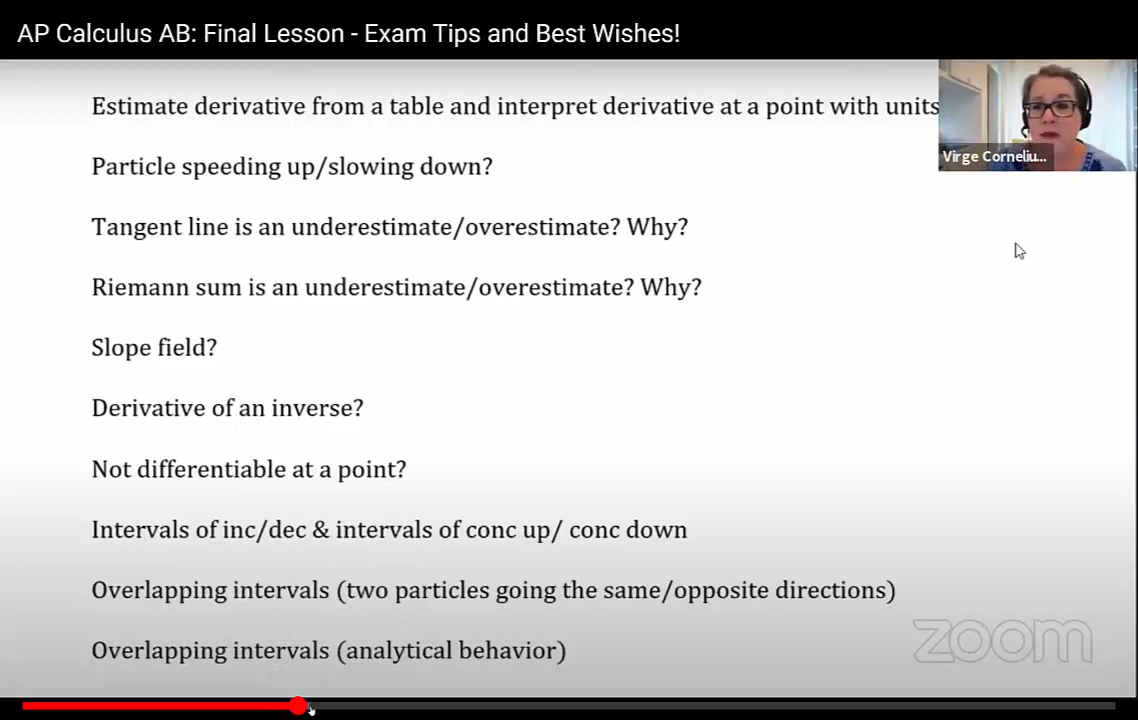 AP Calculus AB: Final Lesson - Exam Tips and Best Wishes!
Estimate derivative from a table and interpret derivative at a point with units
Virge Corneliu...
Particle speeding up/slowing down?
Tangent line is an underestimate/overestimate? Why?
Riemann sum is an underestimate/overestimate? Why?
Slope field?
Derivative of an inverse?
Not differentiable at a point?
Intervals of inc/dec & intervals of conc up/ conc down
Overlapping intervals (two particles going the same/opposite directions)
Overlapping intervals (analytical behavior)
zoom